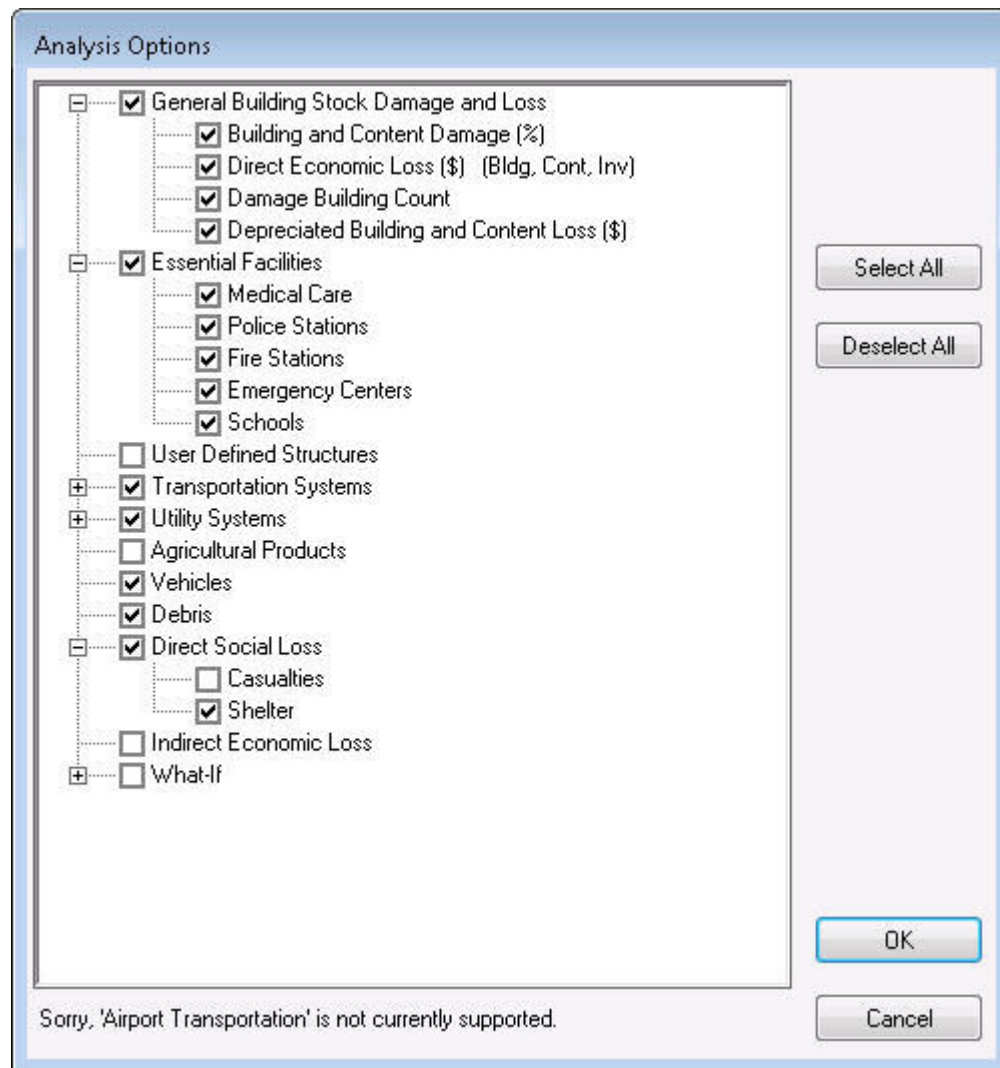 Analysis Options
General Building Stock Damage and Loss
Building and Content Damage (%)
Direct Economic Loss ($) (Bldg, Cont, Inv)
Damage Building Count
Depreciated Building and Content Loss ($)
Essential Facilities
Medical Care
Police Stations
Fire Stations
Emergency Centers
Schools
User Defined Structures
Transportation Systems
Utility Systems
Agricultural Products
Vehicles
Debris
Direct Social Loss
Casualties
Shelter
Indirect Economic Loss
What-If
Select All
Deselect All
OK
Sorry, 'Airport Transportation' is not currently supported.
Cancel